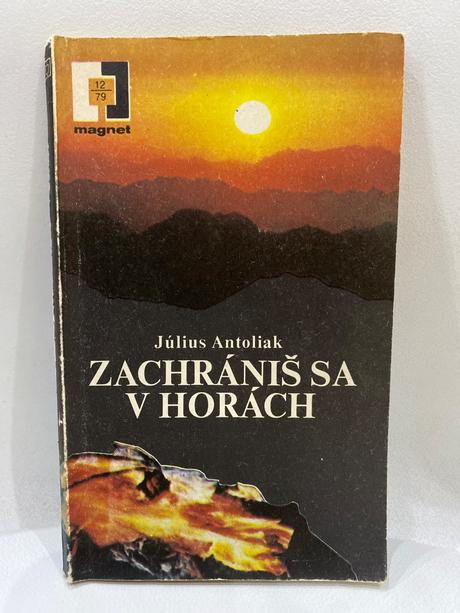 12
79
magnet
Július Antoliak
ZACHRÁNIŠ SA
V HORÁCH